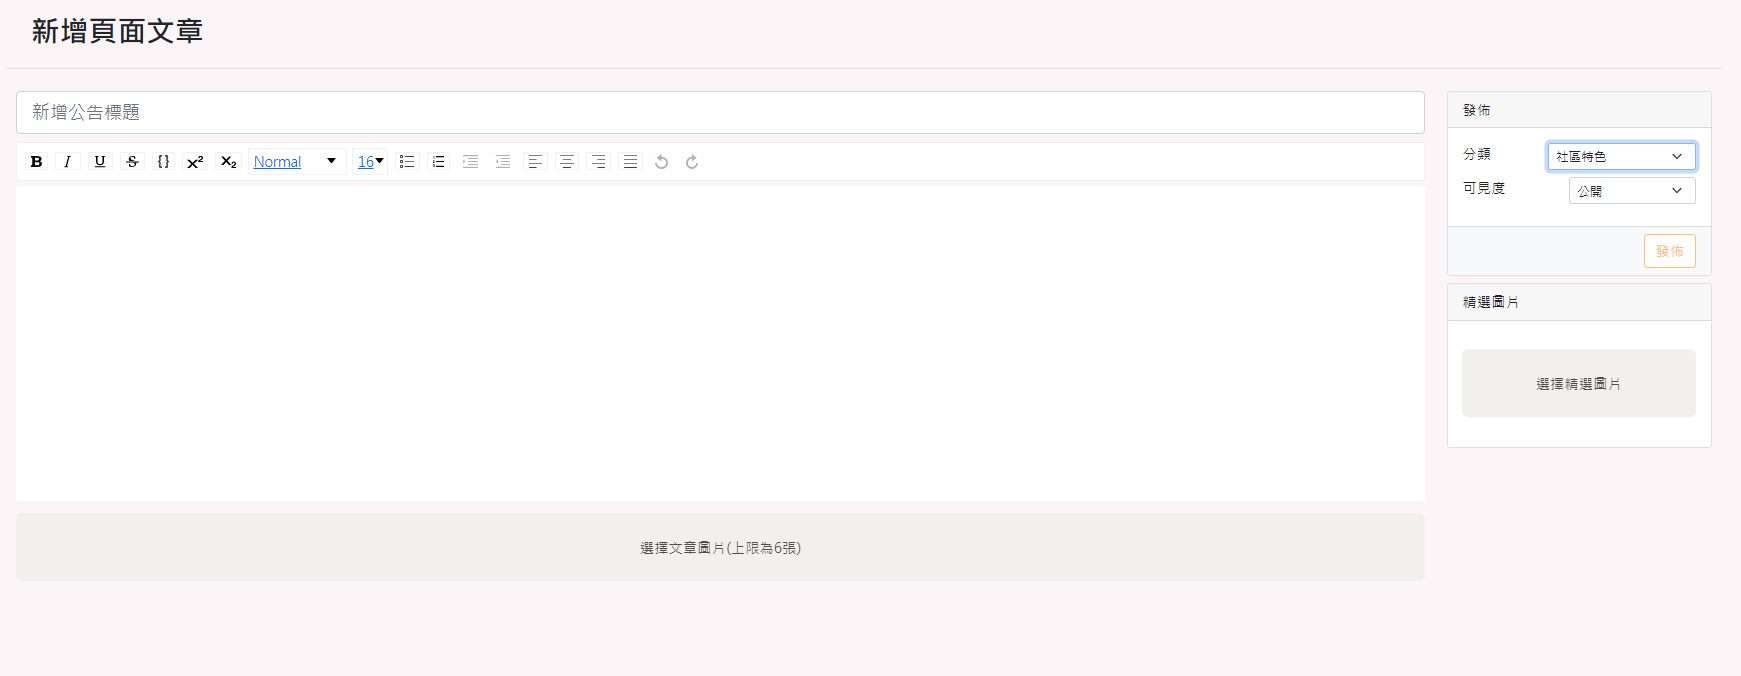 新增頁面文章
新增公告標題
B I U S {} X² X₂ Normal 16
選擇文章圖片(上限為6張)
發佈
分類 社區特色
可見度 公開
發佈
精選圖片
選擇精選圖片